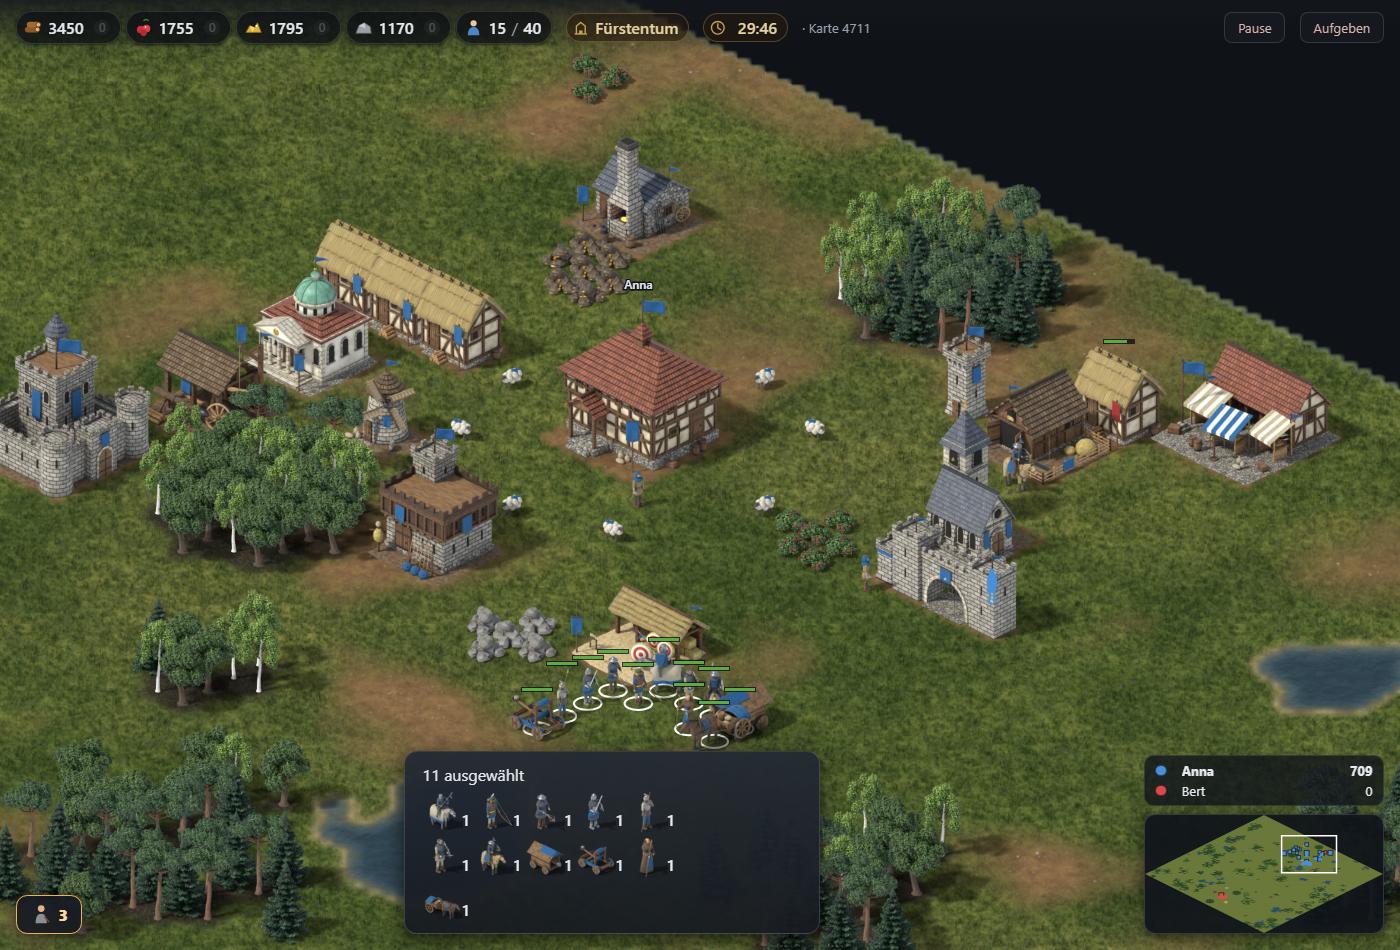 3450 0 1755 0 1795 0 1170 0 15 / 40 Fürstentum 29:46 · Karte 4711 Pause Aufgeben
Anna
11 ausgewählt
1 1 1 1 1
1 1 1 1 1
1
Anna 709
Bert 0
3